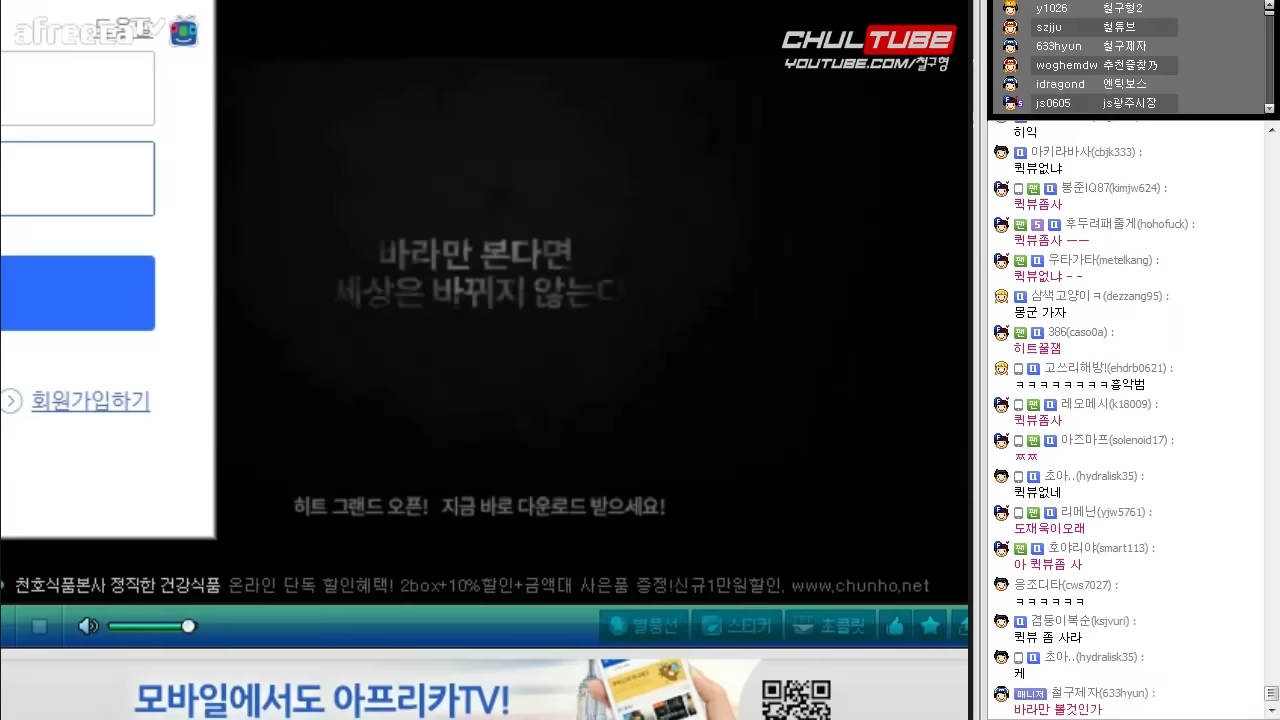 afreecaTV
CHULTUBE
YOUTUBE.COM/철구형
바라만 본다면
세상은 바뀌지 않는다
회원가입하기
히트 그랜드 오픈! 지금 바로 다운로드 받으세요!
천호식품본사 정직한 건강식품 온라인 단독 할인혜택! 2box+10%할인+금액대 사은품 증정!신규1만원할인. www.chunho.net
별풍선 스티커 초콜릿
모바일에서도 아프리카TV!
y1026 철구형2
szjju 철튜브
633hyun 철구제자
woghemdw 추천줄찾乃
idragond 엔틱보스
js0605 js광주시장
히익
아키라바사(cbjk333) :
퀵뷰없냐
봉준IQ87(kimjw624) :
퀵뷰좀사
후두려패줄게(hohofuck) :
퀵뷰좀사 ㅡㅡ
우타가타(metelkang) :
퀵뷰없냐 - -
삼색고양이ㅋ(dezzang95) :
몽군 가자
386(caso0a) :
히트꿀잼
고쓰리해방!(ehdrb0621) :
ㅋㅋㅋㅋㅋㅋㅋㅋ흉악범
레오메시(k18009) :
퀵뷰좀사
아즈마프(solenoid17) :
ㅉㅉ
초아..(hydralisk35) :
퀵뷰없네
리메닌(yjw5761) :
도재욱이오래
호야리야(smart113) :
아 퀵뷰좀 사
응조디탸(cws7027) :
ㅋㅋㅋㅋㅋㅋ
겸둥이복순(ksjvuri) :
퀵뷰 좀 사라
초아..(hydralisk35) :
케
매니저 철구제자(633hyun) :
바라만 볼것인가